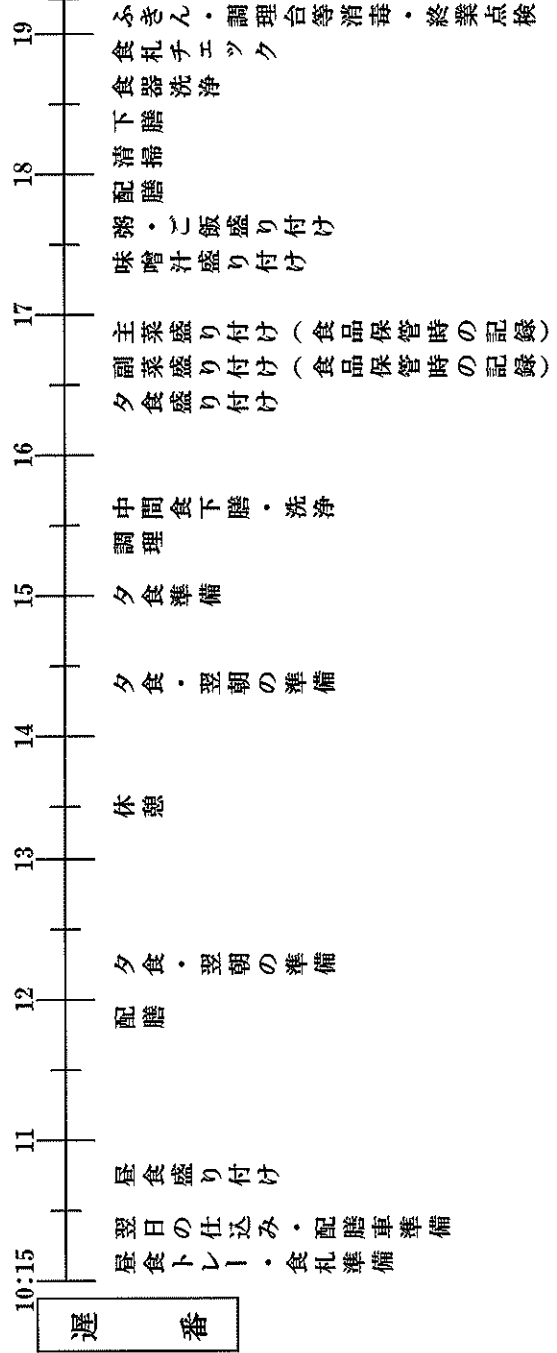 遅番
10:15
11
12
13
14
15
16
17
18
19
昼食トレー・食札準備
翌日の仕込み・配膳車準備
昼食盛り付け
配膳
夕食・翌朝の準備
休憩
夕食・翌朝の準備
夕食準備
調理
中間食下膳・洗浄
夕食盛り付け
副菜盛り付け(食品保管時の記録)
主菜盛り付け(食品保管時の記録)
味噌汁盛り付け
粥・ご飯盛り付け
配膳
清掃
下膳
食器洗浄
食札チェック
ふきん・調理台等消毒・終業点検